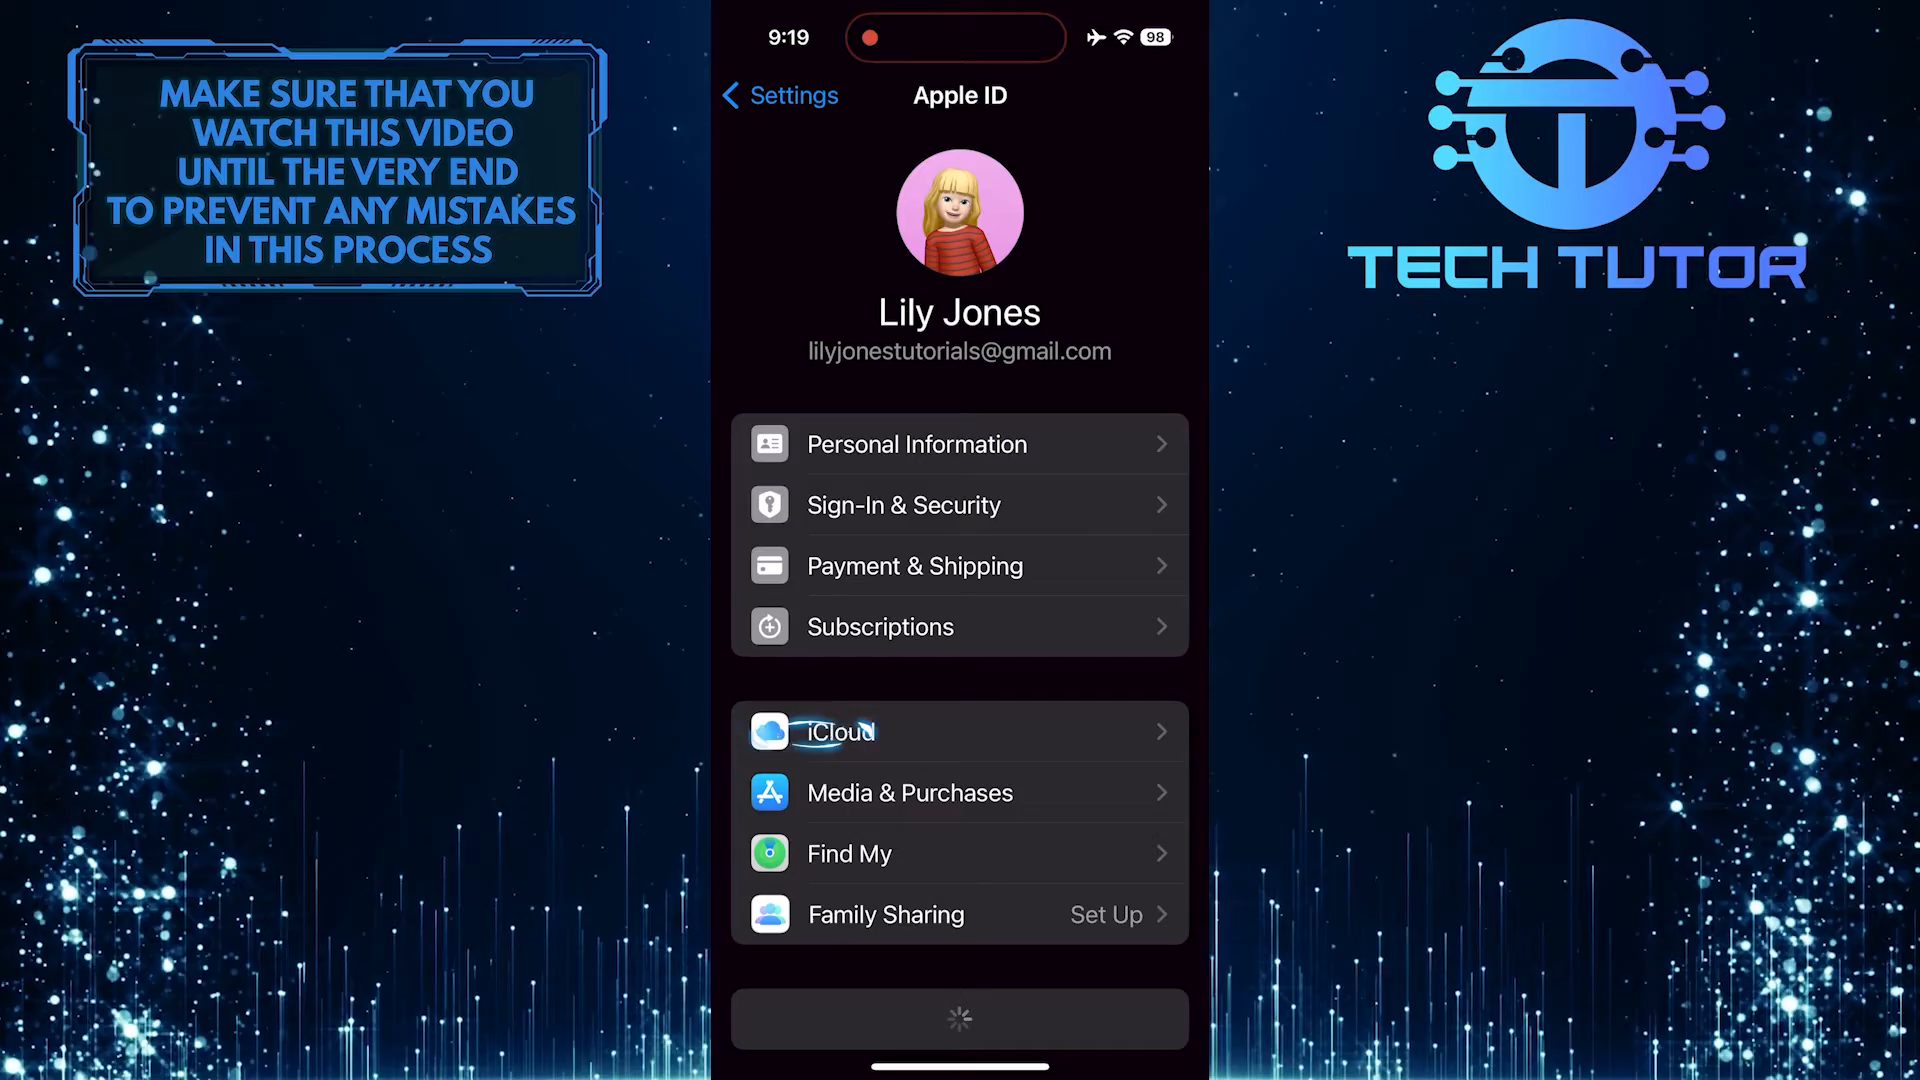 MAKE SURE THAT YOU
WATCH THIS VIDEO
UNTIL THE VERY END
TO PREVENT ANY MISTAKES
IN THIS PROCESS
9:19
98
Settings
Apple ID
Lily Jones
lilyjonestutorials@gmail.com
Personal Information
Sign-In & Security
Payment & Shipping
Subscriptions
iCloud
Media & Purchases
Find My
Family Sharing Set Up
TECH TUTOR